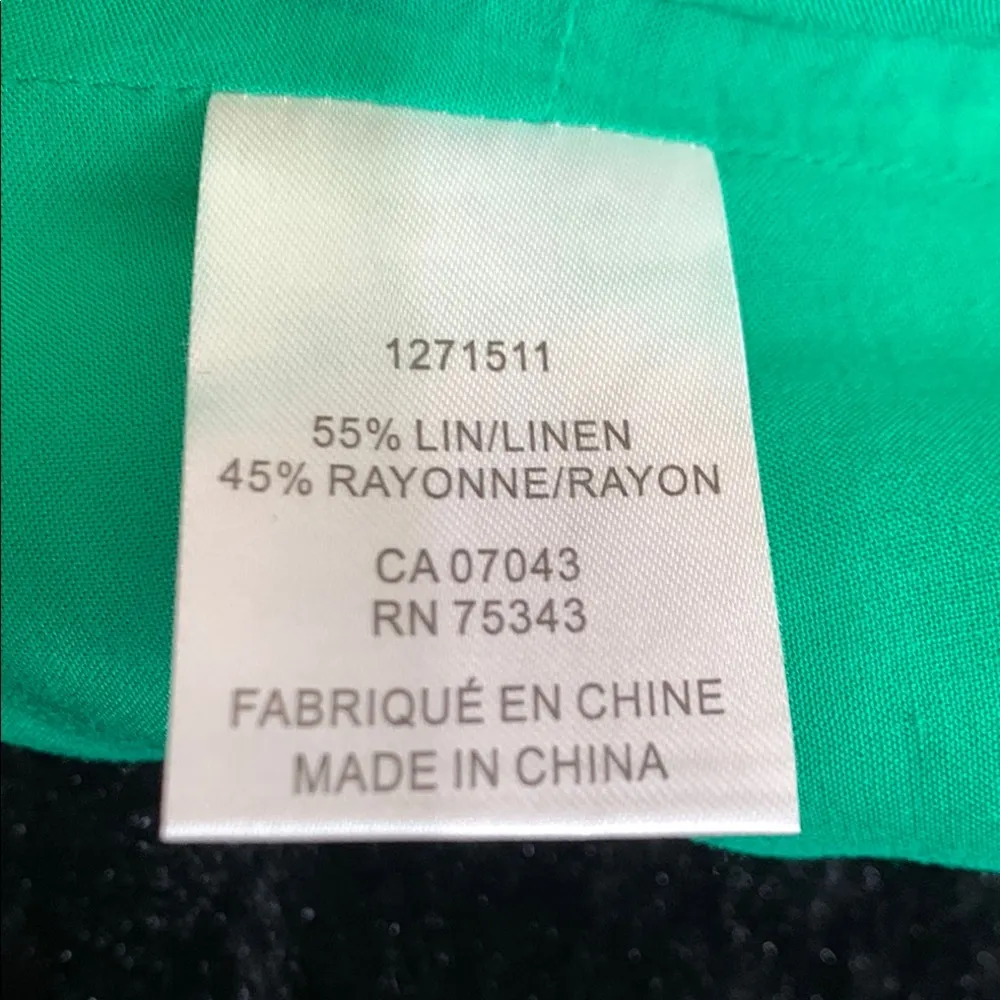 1271511
55% LIN/LINEN
45% RAYONNE/RAYON
CA 07043
RN 75343
FABRIQUÉ EN CHINE
MADE IN CHINA